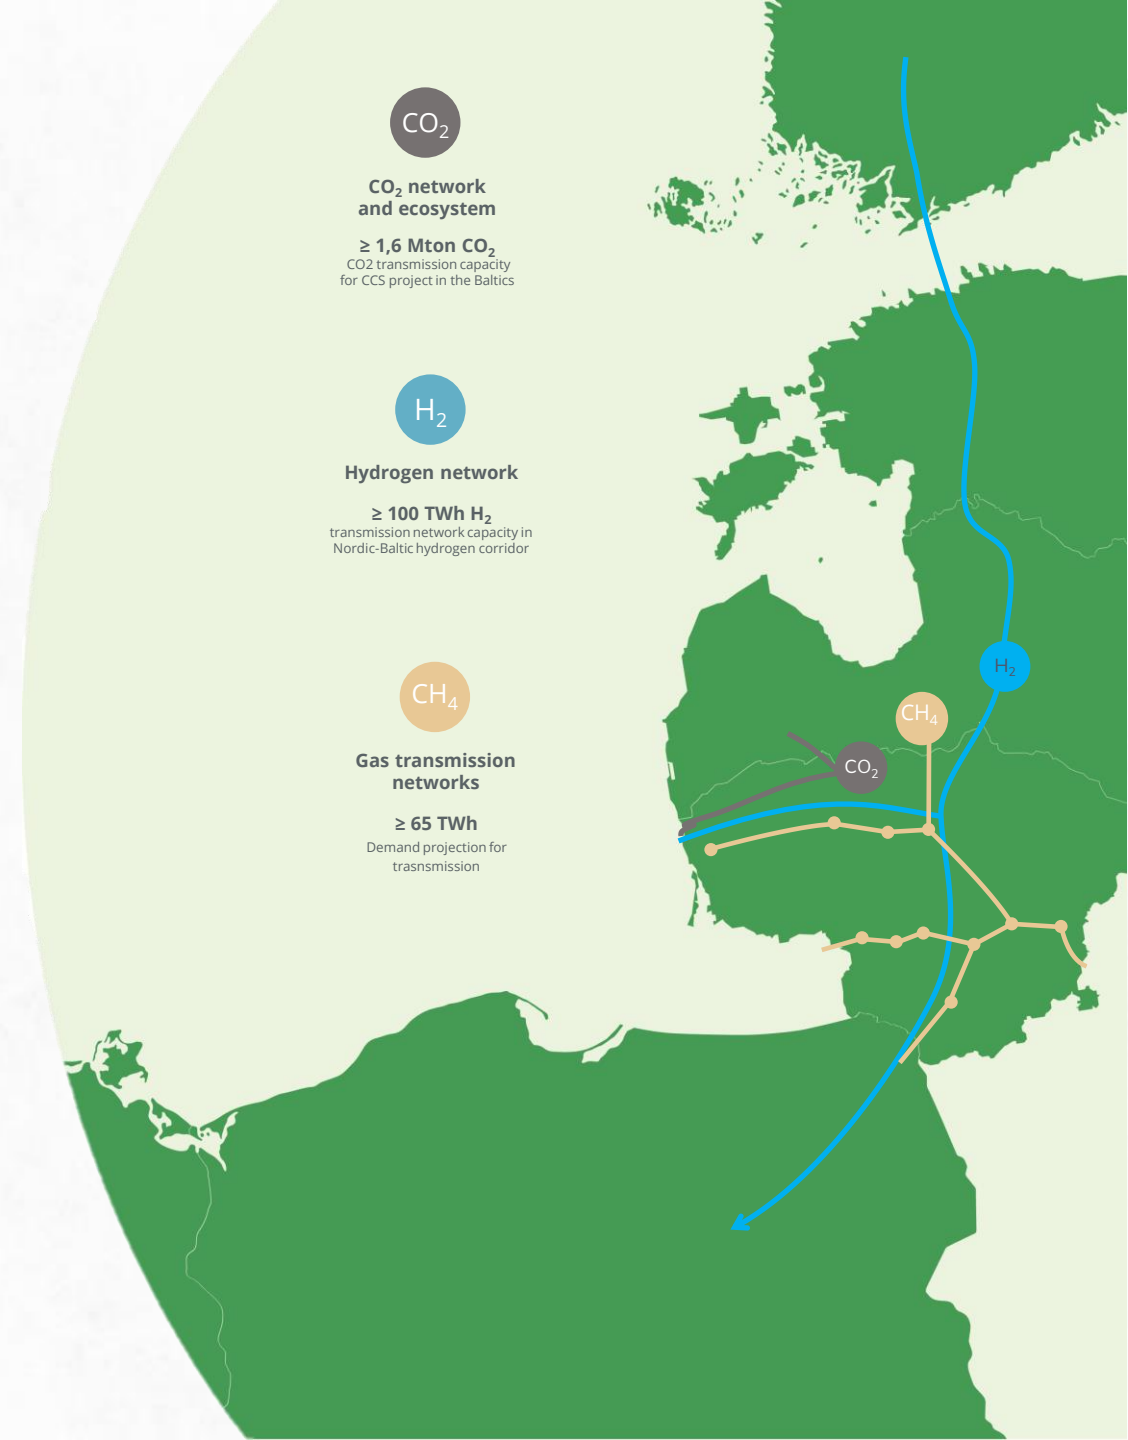 CO₂
CO₂ network
and ecosystem
≥ 1,6 Mton CO₂
CO2 transmission capacity
for CCS project in the Baltics
H₂
Hydrogen network
≥ 100 TWh H₂
transmission network capacity in
Nordic-Baltic hydrogen corridor
CH₄
Gas transmission
networks
≥ 65 TWh
Demand projection for
trasnmission
H₂
CH₄
CO₂